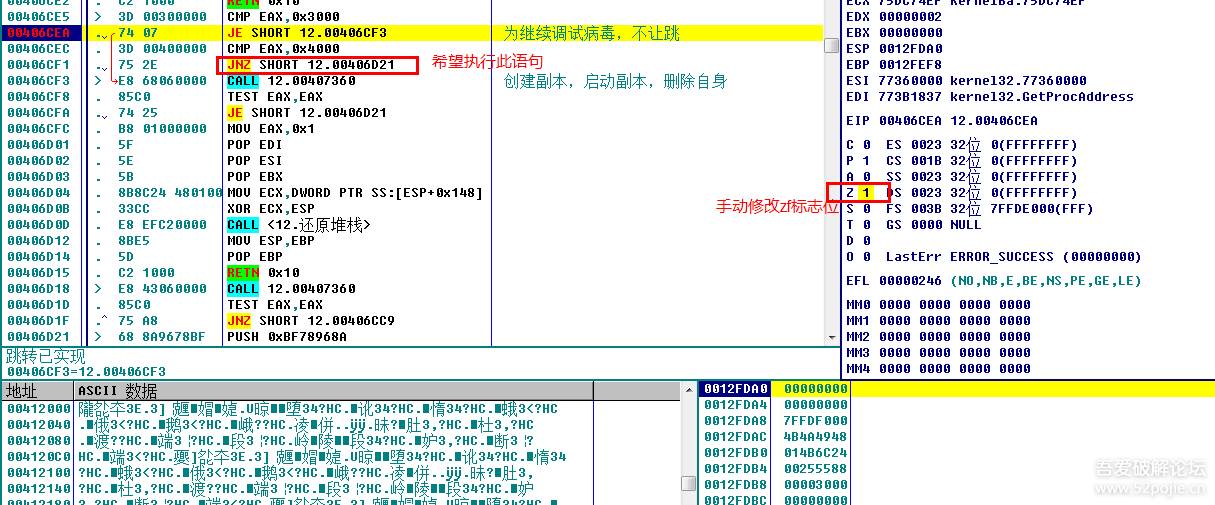 00406CE2 . C2 1000 RETN 0x10
00406CE5 > 3D 00300000 CMP EAX,0x3000
00406CEA . 74 07 JE SHORT 12.00406CF3 为继续调试病毒，不让跳
00406CEC . 3D 00400000 CMP EAX,0x4000
00406CF1 . 75 2E JNZ SHORT 12.00406D21 希望执行此语句
00406CF3 > E8 68060000 CALL 12.00407360 创建副本，启动副本，删除自身
00406CF8 . 85C0 TEST EAX,EAX
00406CFA . 74 25 JE SHORT 12.00406D21
00406CFC . B8 01000000 MOV EAX,0x1
00406D01 . 5F POP EDI
00406D02 . 5E POP ESI
00406D03 . 5B POP EBX
00406D04 . 8B8C24 480100 MOV ECX,DWORD PTR SS:[ESP+0x148]
00406D0B . 33CC XOR ECX,ESP
00406D0D . E8 EFC20000 CALL <12.还原堆栈>
00406D12 . 8BE5 MOV ESP,EBP
00406D14 . 5D POP EBP
00406D15 . C2 1000 RETN 0x10
00406D18 > E8 43060000 CALL 12.00407360
00406D1D . 85C0 TEST EAX,EAX
00406D1F .^ 75 A8 JNZ SHORT 12.00406CC9
00406D21 > 68 8A9678BF PUSH 0xBF78968A
跳转已实现
00406CF3=12.00406CF3
ECX 75DC74EF KernelBa.75DC74EF
EDX 00000002
EBX 00000000
ESP 0012FDA0
EBP 0012FEF8
ESI 77360000 kernel32.77360000
EDI 773B1837 kernel32.GetProcAddress
EIP 00406CEA 12.00406CEA
C 0 ES 0023 32位 0(FFFFFFFF)
P 1 CS 001B 32位 0(FFFFFFFF)
A 0 SS 0023 32位 0(FFFFFFFF)
Z 1 DS 0023 32位 0(FFFFFFFF)
手动修改zf标志位
S 0 FS 003B 32位 7FFDE000(FFF)
T 0 GS 0000 NULL
D 0
O 0 LastErr ERROR_SUCCESS (00000000)
EFL 00000246 (NO,NB,E,BE,NS,PE,GE,LE)
MM0 0000 0000 0000 0000
MM1 0000 0000 0000 0000
MM2 0000 0000 0000 0000
MM3 0000 0000 0000 0000
MM4 0000 0000 0000 0000
地址 ASCII 数据
00412000
00412040
00412080
004120C0
00412100
00412140
0012FDA0 00000000
0012FDA4 00000000
0012FDA8 7FFDF000
0012FDAC 4B4A4948
0012FDB0 014B6C24
0012FDB4 00255588
0012FDB8 00003000
0012FDBC 00000000
吾爱破解论坛
www.52pojie.cn